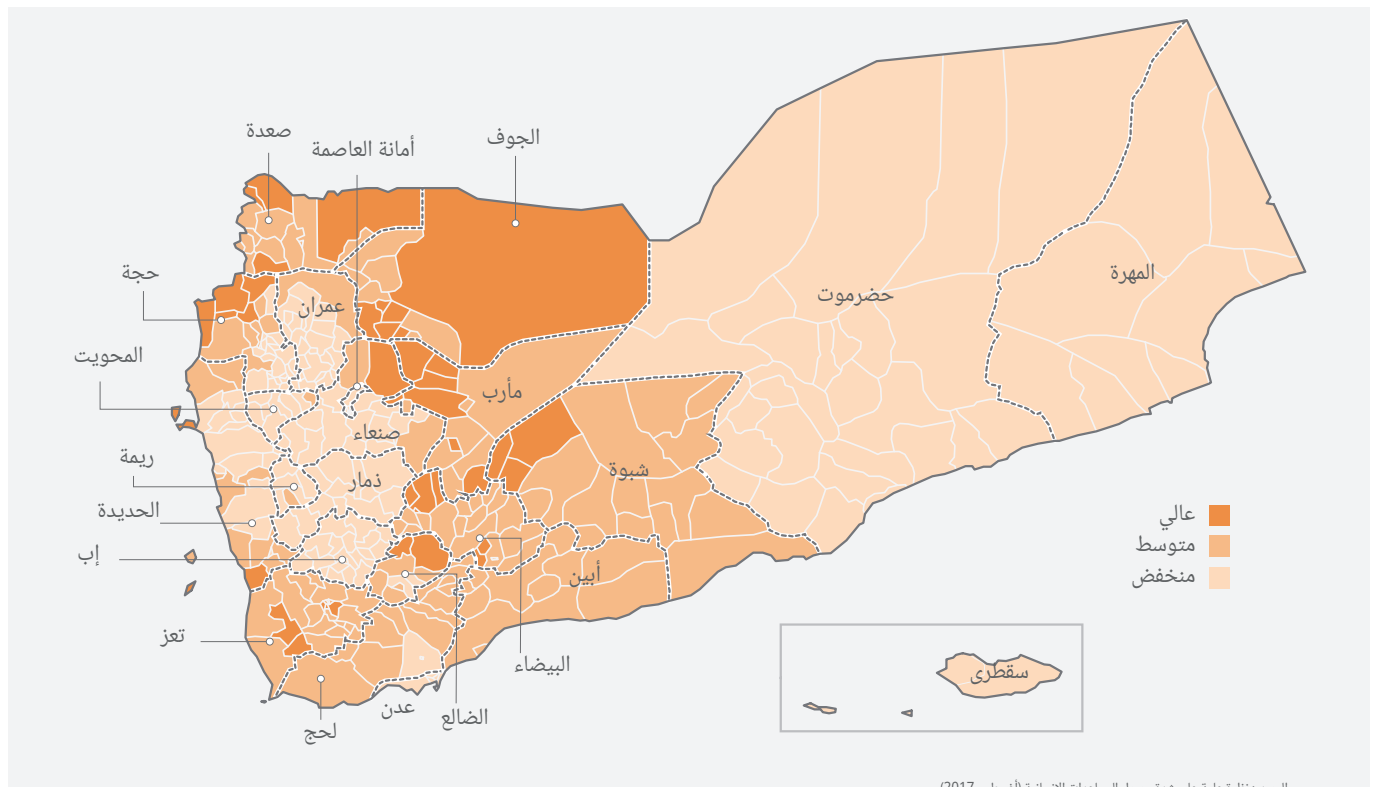 الجوف
صعدة
أمانة العاصمة
حجة
المهرة
حضرموت
عمران
المحويت
مأرب
صنعاء
ريمة
شبوة
ذمار
الحديدة
عالي
متوسط
منخفض
إب
أبين
تعز
البيضاء
سقطرى
عدن
الضالع
لحج
2017)